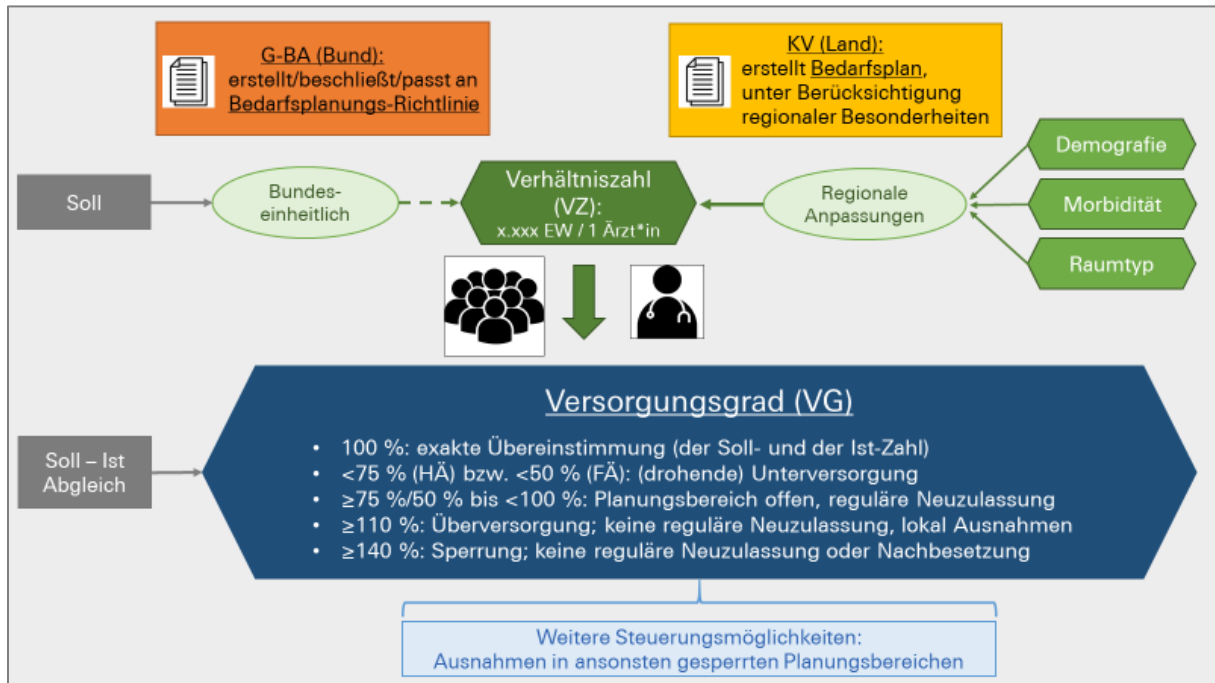 G-BA (Bund):
erstellt/beschließt/passt an
Bedarfsplanungs-Richtlinie
KV (Land):
erstellt Bedarfsplan,
unter Berücksichtigung
regionaler Besonderheiten
Soll
Bundes-
einheitlich
Verhältniszahl
(VZ):
x.xxx EW / 1 Ärzt*in
Regionale
Anpassungen
Demografie
Morbidität
Raumtyp
Soll – Ist
Abgleich
Versorgungsgrad (VG)
• 100 %: exakte Übereinstimmung (der Soll- und der Ist-Zahl)
• <75 % (HÄ) bzw. <50 % (FÄ): (drohende) Unterversorgung
• ≥75 %/50 % bis <100 %: Planungsbereich offen, reguläre Neuzulassung
• ≥110 %: Überversorgung; keine reguläre Neuzulassung, lokal Ausnahmen
• ≥140 %: Sperrung; keine reguläre Neuzulassung oder Nachbesetzung
Weitere Steuerungsmöglichkeiten:
Ausnahmen in ansonsten gesperrten Planungsbereichen